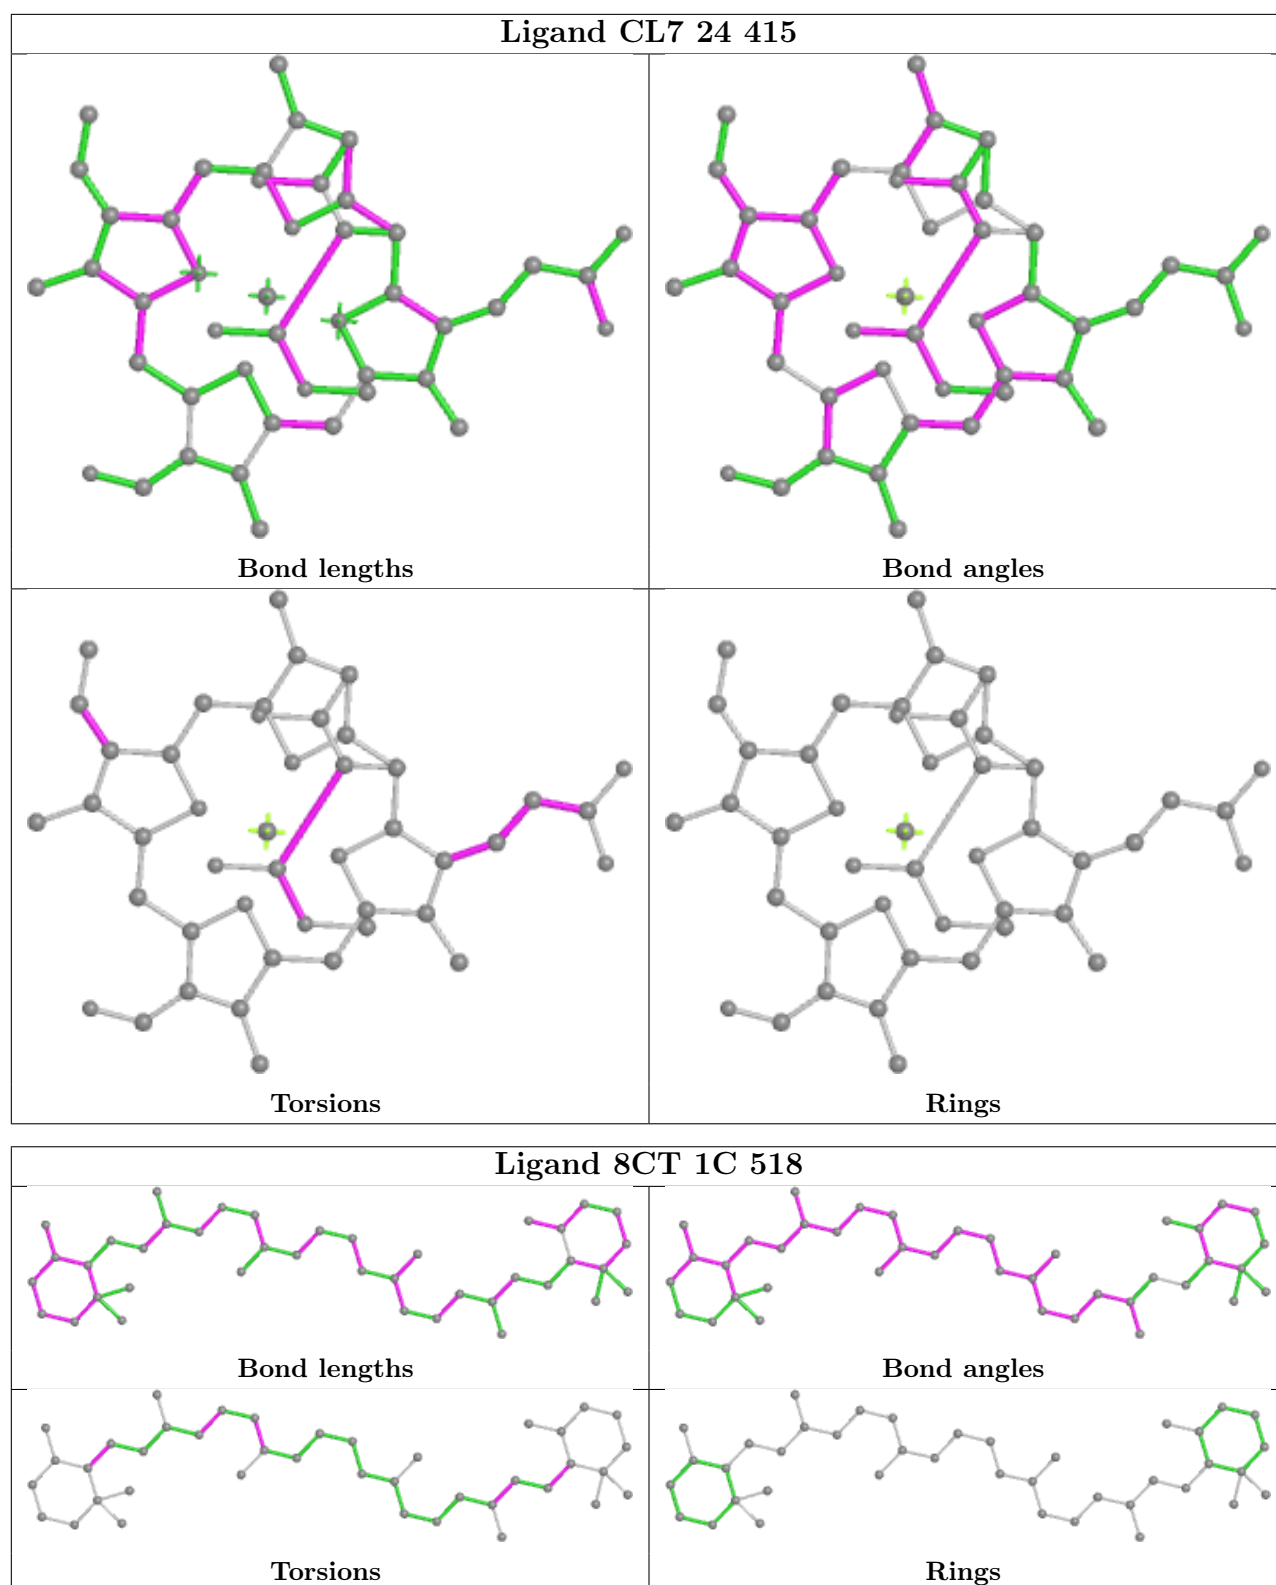 Ligand CL7 24 415
Bond lengths
Bond angles
Torsions
Rings
Ligand 8CT 1C 518
Bond lengths
Bond angles
Torsions
Rings